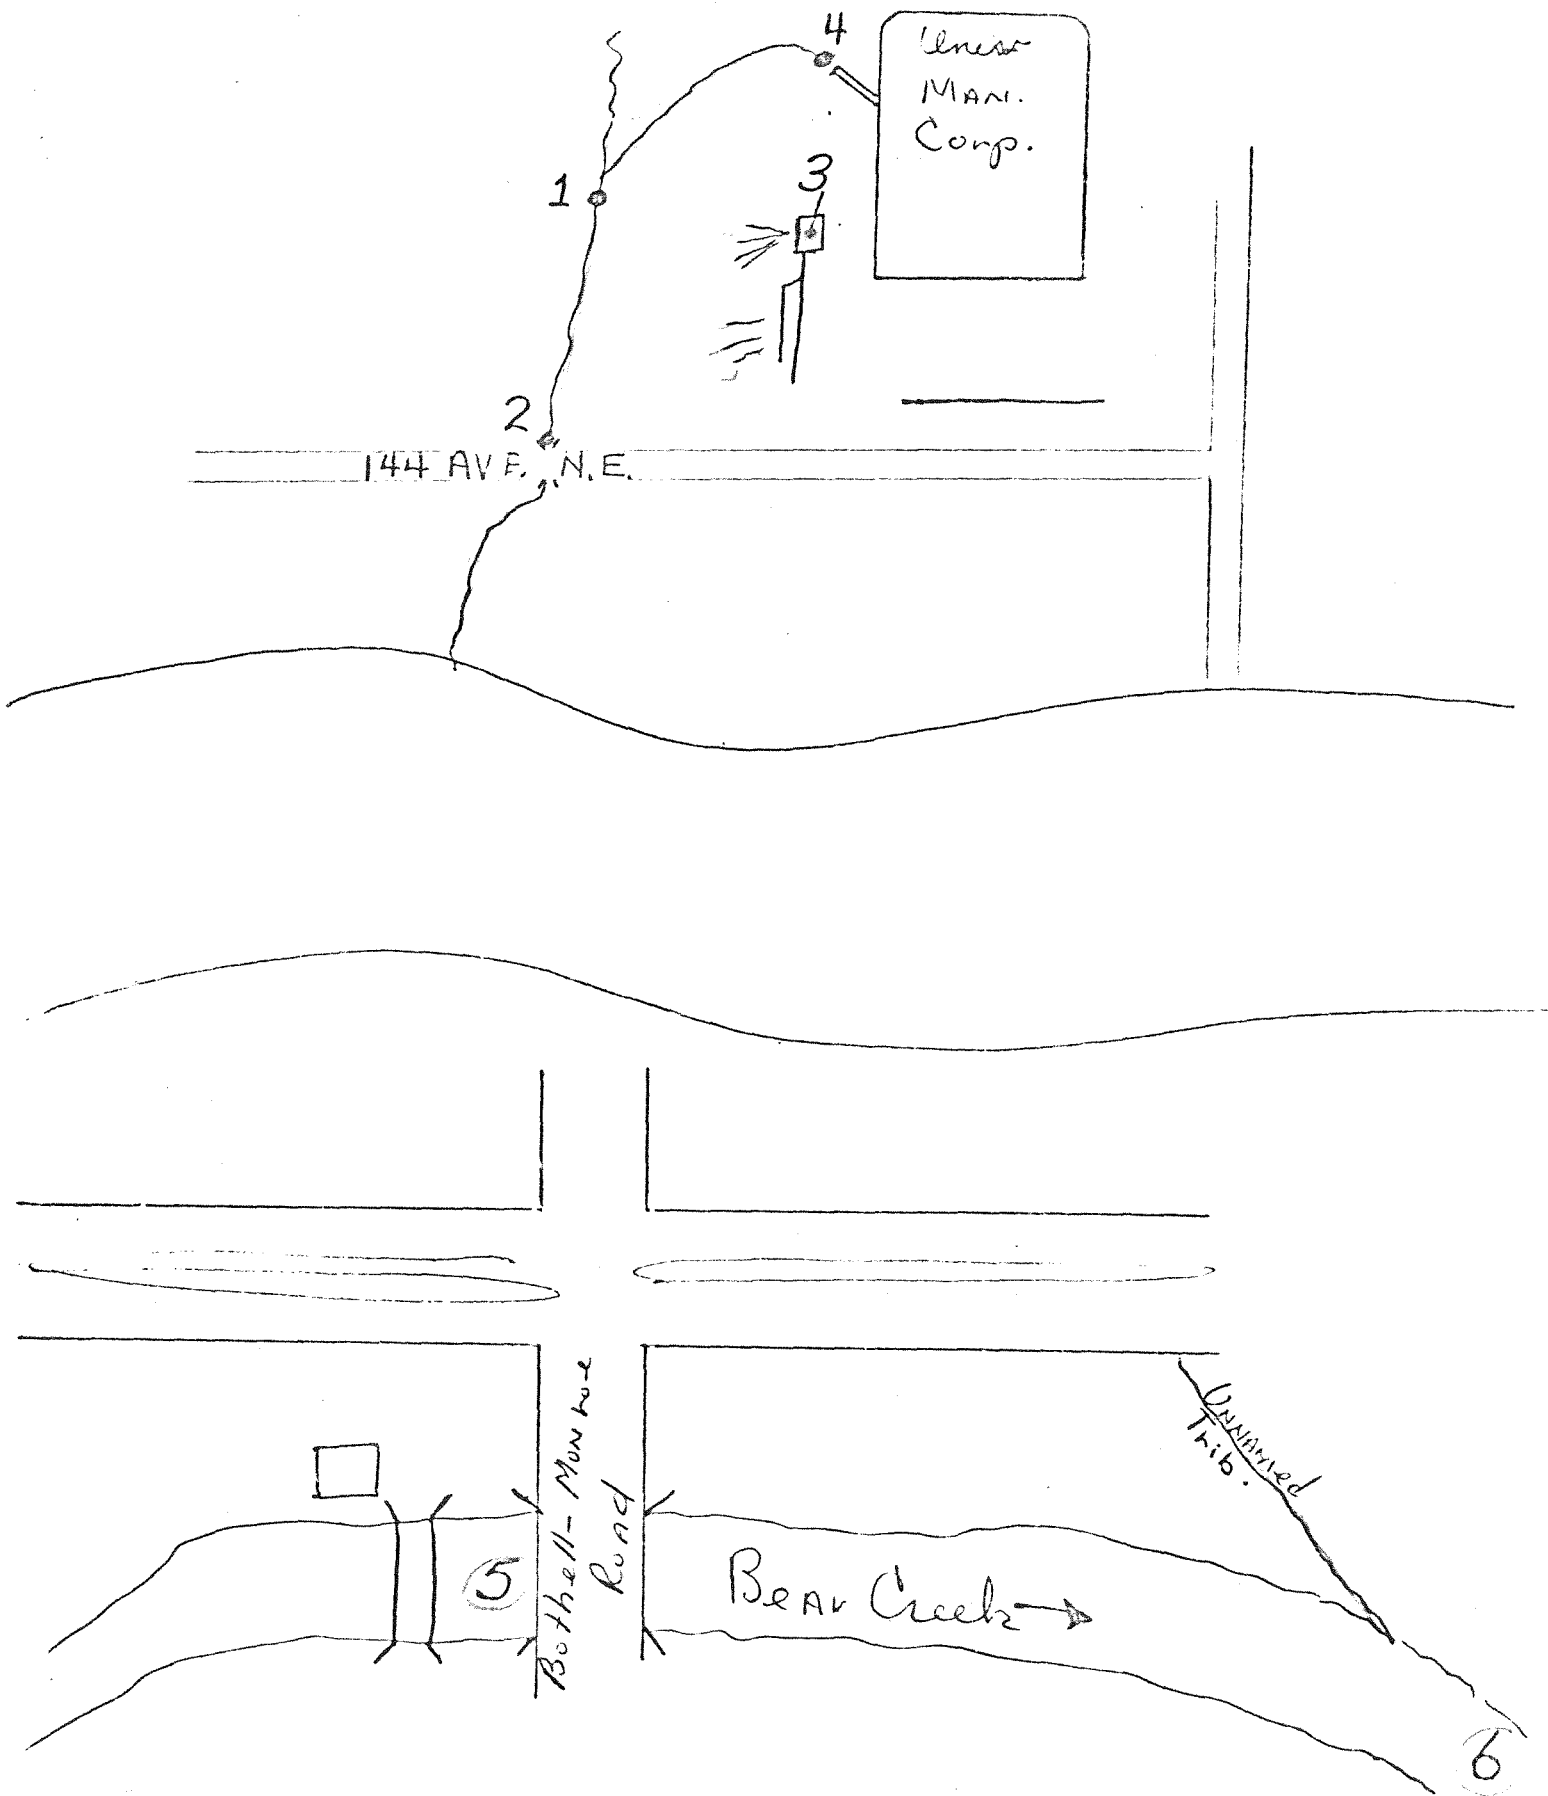 4
MAN.
Corp.
3
1
2
144 AVE. N.E.
Bothell-Monroe
Road
Unnamed
Trib.
5
Bear Creek
6